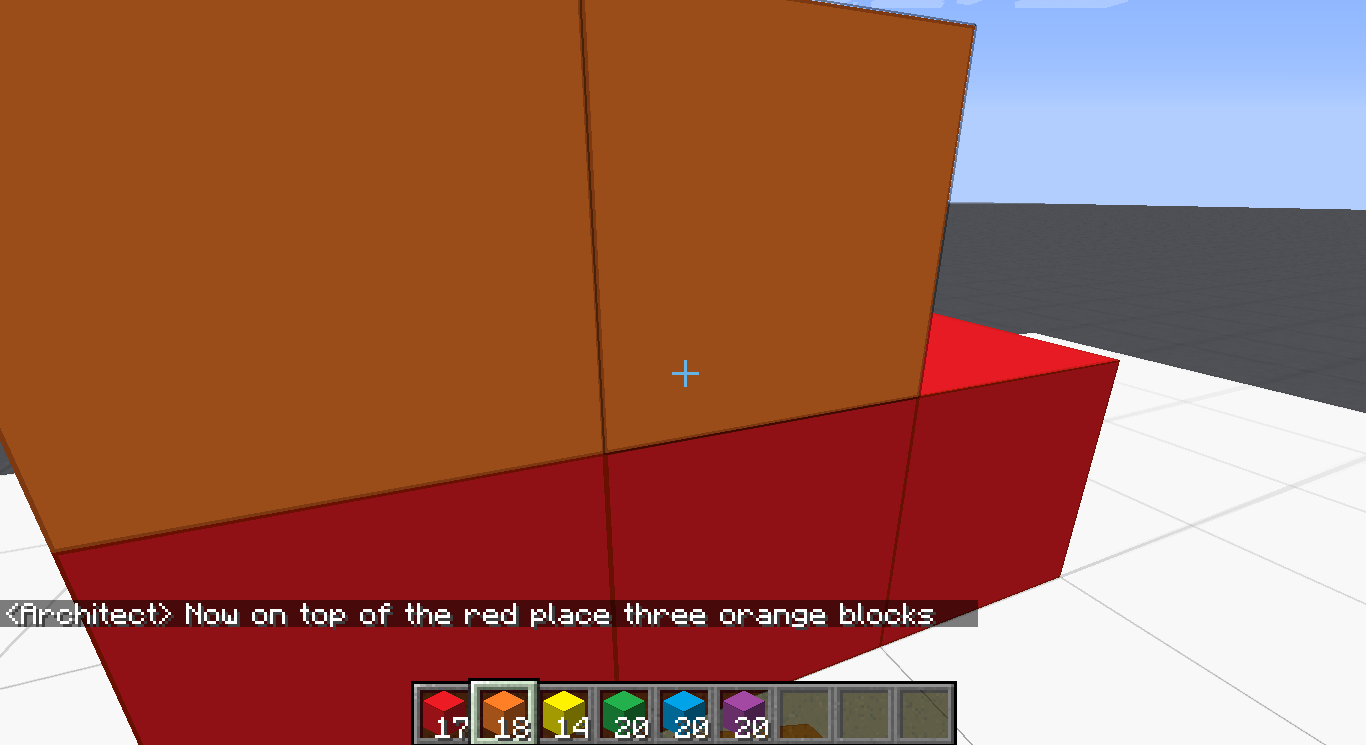 <Architect> Now on top of the red place three orange blocks
17 18 14 20 20 20